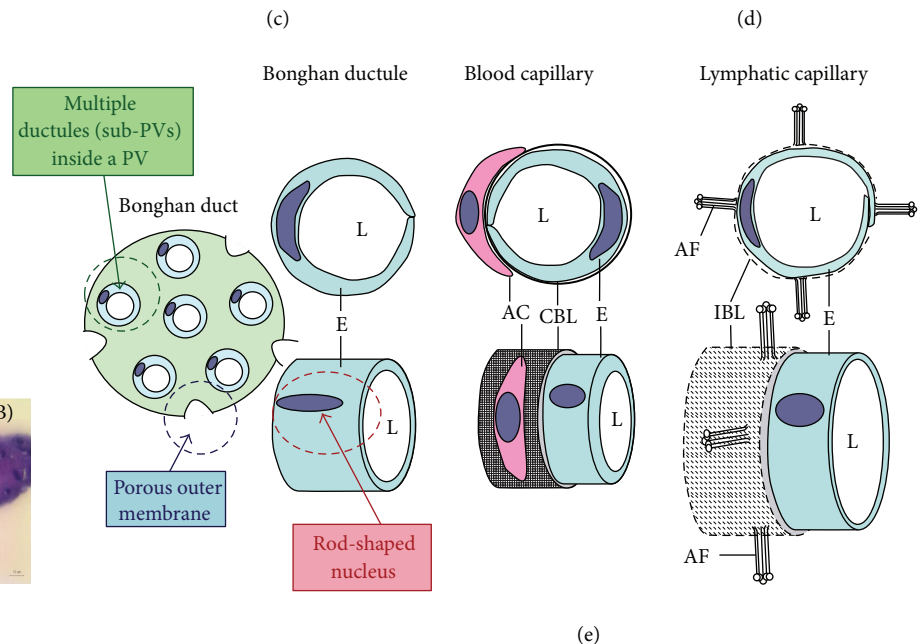 (c)
(d)
Bonghan ductule
Blood capillary
Lymphatic capillary
Multiple
ductules (sub-PVs)
inside a PV
Bonghan duct
L
L
L
AF
E
AC
CBL
E
IBL
E
L
L
B)
Porous outer
membrane
Rod-shaped
nucleus
AF
(e)